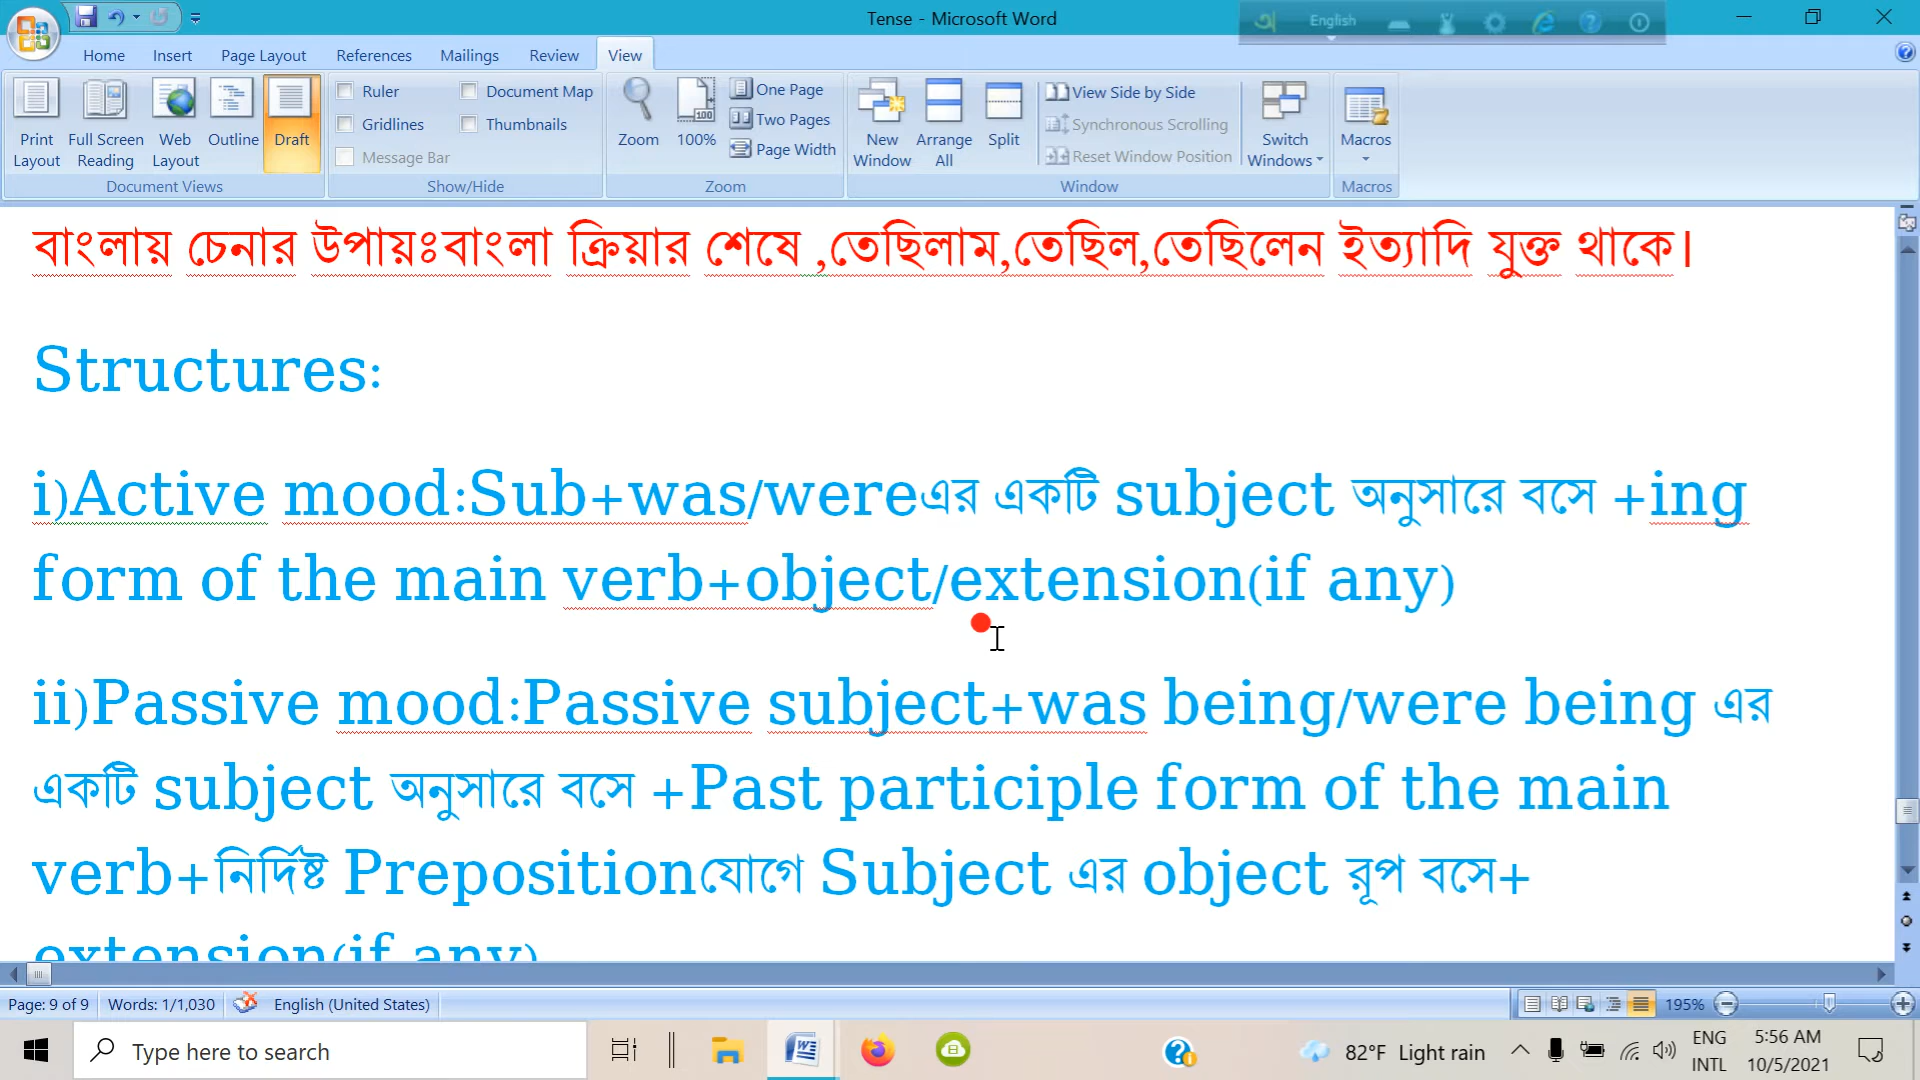 Tense - Microsoft Word
English
Home Insert Page Layout References Mailings Review View
Print Layout
Full Screen Reading
Web Layout
Outline
Draft
Document Views
Ruler
Gridlines
Message Bar
Document Map
Thumbnails
Show/Hide
Zoom
100%
One Page
Two Pages
Page Width
Zoom
New Window
Arrange All
Split
View Side by Side
Synchronous Scrolling
Reset Window Position
Window
Switch Windows
Macros
Macros
বাংলায় চেনার উপায়ঃবাংলা ক্রিয়ার শেষে ,তেছিলাম,তেছিল,তেছিলেন ইত্যাদি যুক্ত থাকে।
Structures:
i)Active mood:Sub+was/wereএর একটি subject অনুসারে বসে +ing
form of the main verb+object/extension(if any)
ii)Passive mood:Passive subject+was being/were being এর
একটি subject অনুসারে বসে +Past participle form of the main
verb+নির্দিষ্ট Prepositionযোগে Subject এর object রূপ বসে+
extension(if any)
Page: 9 of 9 Words: 1/1,030 English (United States) 195%
Type here to search
82°F Light rain
ENG INTL
5:56 AM
10/5/2021